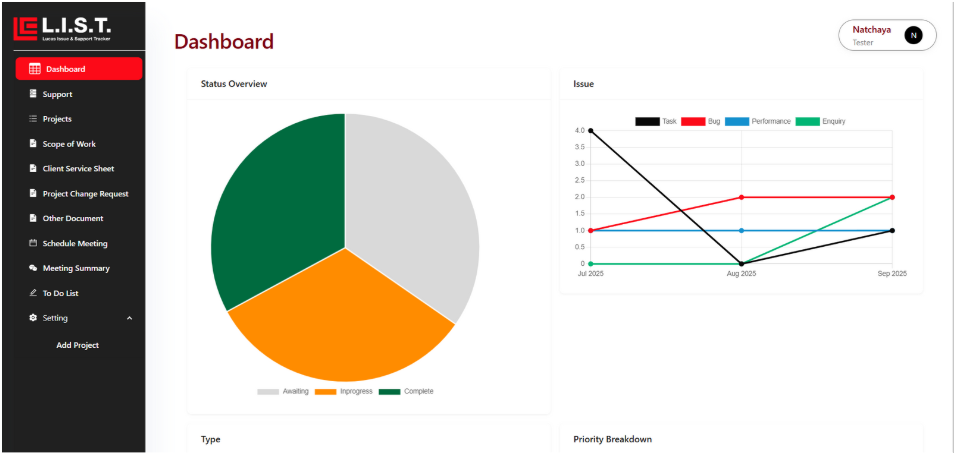 L.I.S.T.
Lucas Issue & Support Tracker
Dashboard
Support
Projects
Scope of Work
Client Service Sheet
Project Change Request
Other Document
Schedule Meeting
Meeting Summary
To Do List
Setting
Add Project
Dashboard
Natchaya
Tester
N
Status Overview
Awaiting Inprogress Complete
Issue
Task Bug Performance Enquiry
4.0
3.5
3.0
2.5
2.0
1.5
1.0
0.5
0
Jul 2025 Aug 2025 Sep 2025
Type
Priority Breakdown